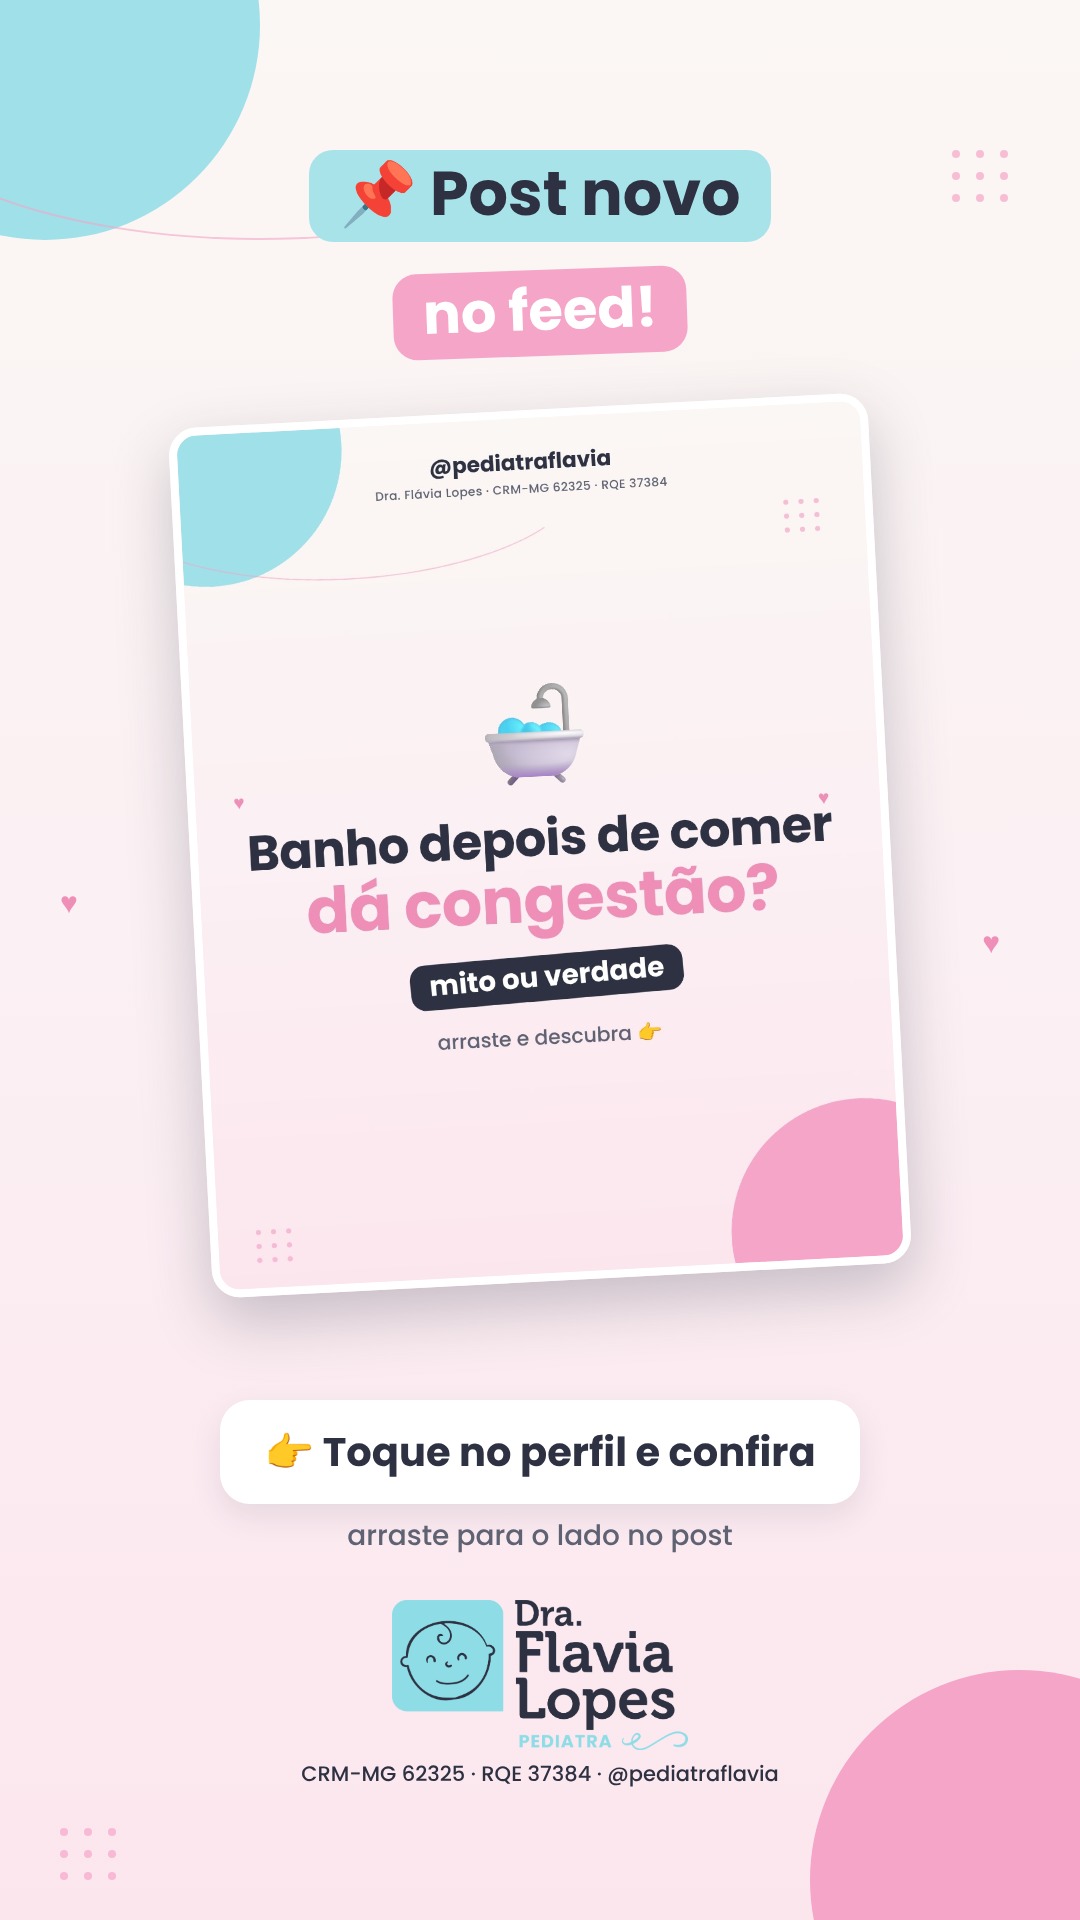 📌 Post novo
no feed!
@pediatraflavia
Dra. Flávia Lopes · CRM-MG 62325 · RQE 37384
Banho depois de comer
dá congestão?
mito ou verdade
arraste e descubra 👉
👉 Toque no perfil e confira
arraste para o lado no post
Dra.
Flavia
Lopes
PEDIATRA
CRM-MG 62325 · RQE 37384 · @pediatraflavia